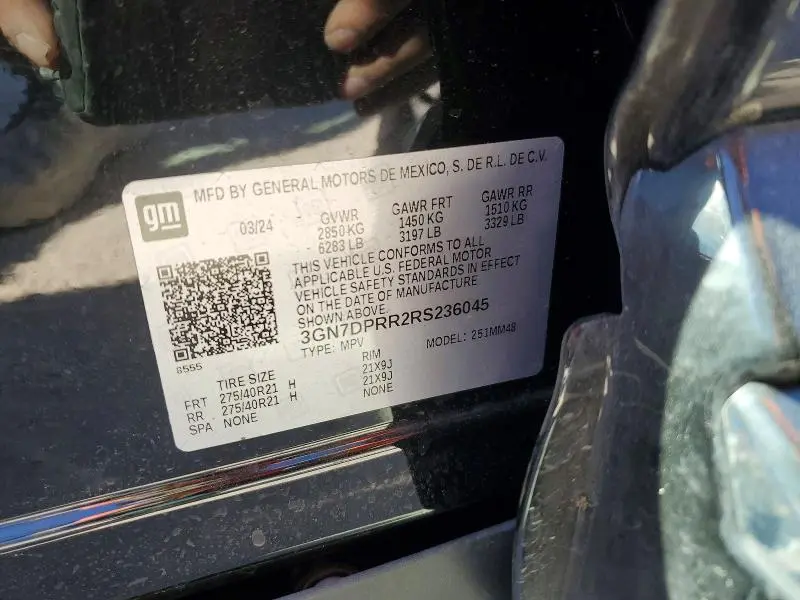 gm
MFD BY GENERAL MOTORS DE MEXICO, S. DE R.L. DE C.V.
03/24 GVWR GAWR FRT GAWR RR
2850 KG 1450 KG 1510 KG
6283 LB 3197 LB 3329 LB
THIS VEHICLE CONFORMS TO ALL
APPLICABLE U.S. FEDERAL MOTOR
VEHICLE SAFETY STANDARDS IN EFFECT
ON THE DATE OF MANUFACTURE
SHOWN ABOVE.
3GN7DPRR2RS236045
TYPE: MPV MODEL: 251MM48
8555
TIRE SIZE RIM
FRT 275/40R21 H 21X9J
RR 275/40R21 H 21X9J
SPA NONE NONE